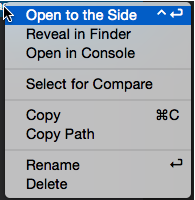 Open to the Side ^↩
Reveal in Finder
Open in Console
Select for Compare
Copy ⌘C
Copy Path
Rename ↩
Delete